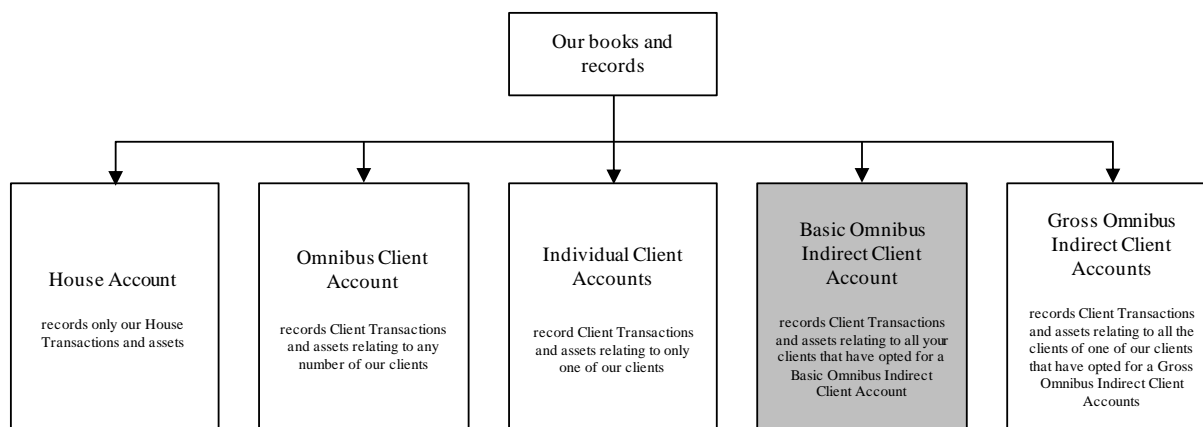 Our books and
records
House Account
records only our House
Transactions and assets
Omnibus Client
Account
records Client Transactions
and assets relating to any
number of our clients
Individual Client
Accounts
record Client Transactions
and assets relating to only
one of our clients
Basic Omnibus
Indirect Client
Account
records Client Transactions
and assets relating to all your
clients that have opted for a
Basic Omnibus Indirect
Client Account
Gross Omnibus
Indirect Client
Accounts
records Client Transactions
and assets relating to all the
clients of one of our clients
that have opted for a Gross
Omnibus Indirect Client
Accounts